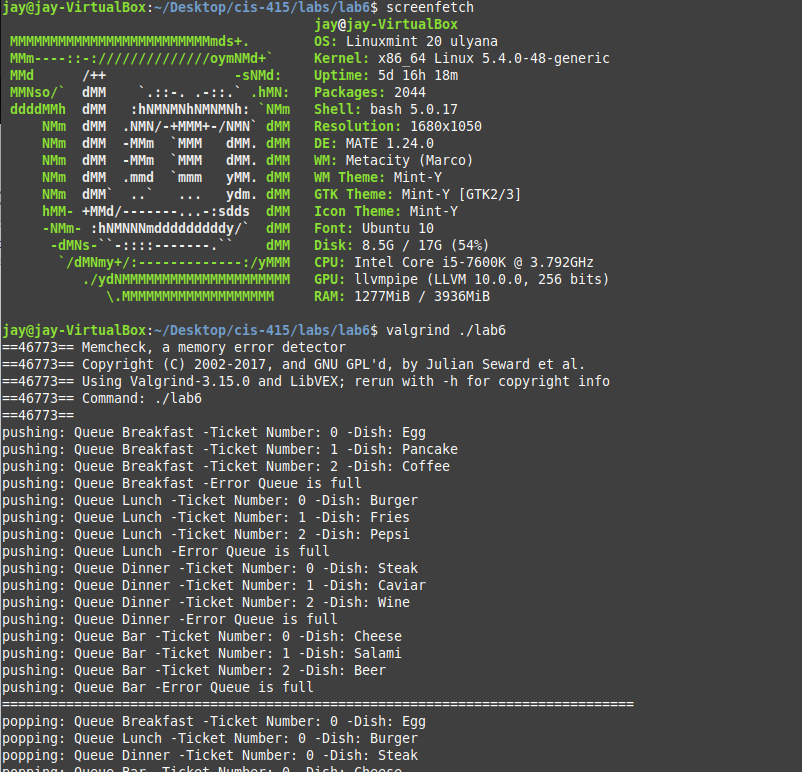 jay@jay-VirtualBox:~/Desktop/cis-415/labs/lab6$ screenfetch
                                       jay@jay-VirtualBox
 MMMMMMMMMMMMMMMMMMMMMMMMMmds+.        OS: Linuxmint 20 ulyana
 MMm----::-://////////////oymNMd+`     Kernel: x86_64 Linux 5.4.0-48-generic
 MMd      /++                -sNMd:    Uptime: 5d 16h 18m
 MMNso/`  dMM    `.::-. .-::.` .hMN:   Packages: 2044
 ddddMMh  dMM   :hNMNMNhNMNMNh: `NMm   Shell: bash 5.0.17
     NMm  dMM  .NMN/-+MMM+-/NMN` dMM   Resolution: 1680x1050
     NMm  dMM  -MMm  `MMM   dMM. dMM   DE: MATE 1.24.0
     NMm  dMM  -MMm  `MMM   dMM. dMM   WM: Metacity (Marco)
     NMm  dMM  .mmd  `mmm   yMM. dMM   WM Theme: Mint-Y
     NMm  dMM`  ..`   ...   ydm. dMM   GTK Theme: Mint-Y [GTK2/3]
     hMM- +MMd/-------...-:sdds  dMM   Icon Theme: Mint-Y
     -NMm- :hNMNNNmdddddddddy/`  dMM   Font: Ubuntu 10
      -dMNs-``-::::-------.``    dMM   Disk: 8.5G / 17G (54%)
       `/dMNmy+/:-------------:/yMMM   CPU: Intel Core i5-7600K @ 3.792GHz
          ./ydNMMMMMMMMMMMMMMMMMMMMM   GPU: llvmpipe (LLVM 10.0.0, 256 bits)
             \.MMMMMMMMMMMMMMMMMMM     RAM: 1277MiB / 3936MiB
jay@jay-VirtualBox:~/Desktop/cis-415/labs/lab6$ valgrind ./lab6
==46773== Memcheck, a memory error detector
==46773== Copyright (C) 2002-2017, and GNU GPL'd, by Julian Seward et al.
==46773== Using Valgrind-3.15.0 and LibVEX; rerun with -h for copyright info
==46773== Command: ./lab6
==46773==
pushing: Queue Breakfast -Ticket Number: 0 -Dish: Egg
pushing: Queue Breakfast -Ticket Number: 1 -Dish: Pancake
pushing: Queue Breakfast -Ticket Number: 2 -Dish: Coffee
pushing: Queue Breakfast -Error Queue is full
pushing: Queue Lunch -Ticket Number: 0 -Dish: Burger
pushing: Queue Lunch -Ticket Number: 1 -Dish: Fries
pushing: Queue Lunch -Ticket Number: 2 -Dish: Pepsi
pushing: Queue Lunch -Error Queue is full
pushing: Queue Dinner -Ticket Number: 0 -Dish: Steak
pushing: Queue Dinner -Ticket Number: 1 -Dish: Caviar
pushing: Queue Dinner -Ticket Number: 2 -Dish: Wine
pushing: Queue Dinner -Error Queue is full
pushing: Queue Bar -Ticket Number: 0 -Dish: Cheese
pushing: Queue Bar -Ticket Number: 1 -Dish: Salami
pushing: Queue Bar -Ticket Number: 2 -Dish: Beer
pushing: Queue Bar -Error Queue is full
===============================================================================
popping: Queue Breakfast -Ticket Number: 0 -Dish: Egg
popping: Queue Lunch -Ticket Number: 0 -Dish: Burger
popping: Queue Dinner -Ticket Number: 0 -Dish: Steak
popping: Queue Bar -Ticket Number: 0 -Dish: Cheese